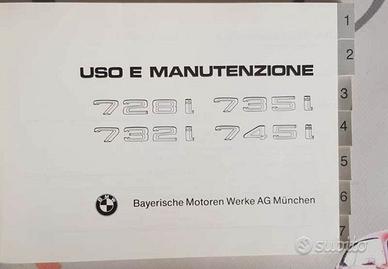 USO E MANUTENZIONE
728i 735i
732i 745i
BMW
Bayerische Motoren Werke AG München
1
2
3
4
5
6
7
subito